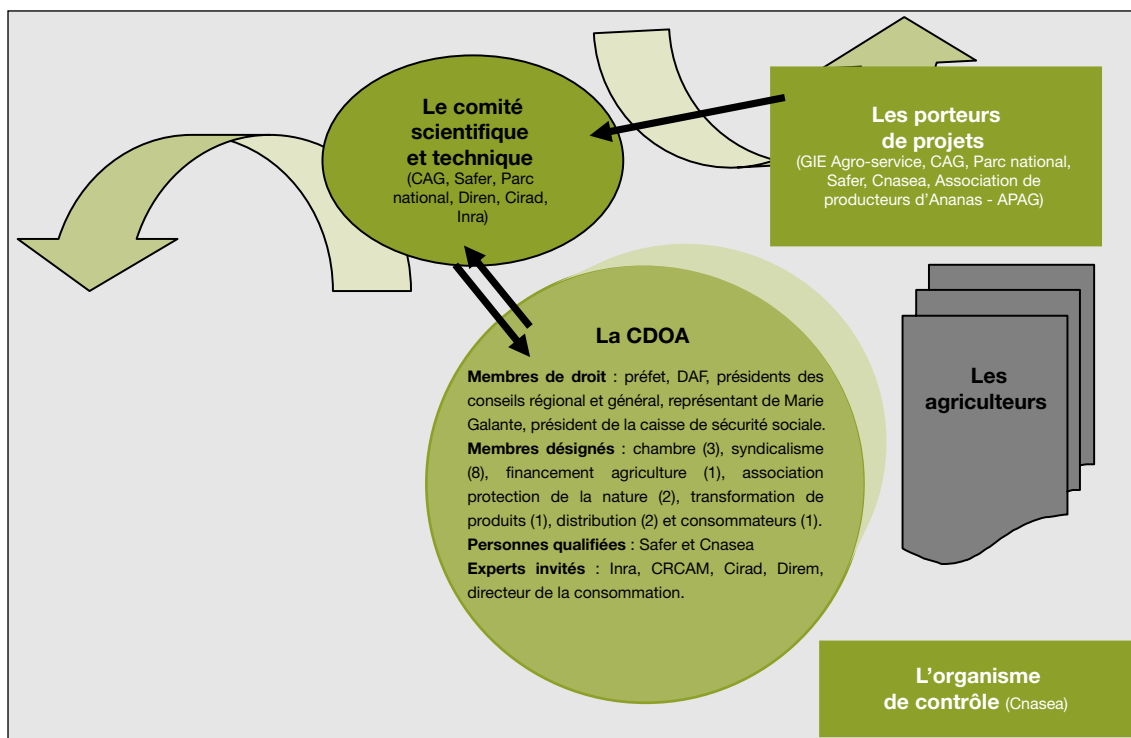 Le comité
scientifique
et technique
(CAG, Safer, Parc
national, Diren, Cirad,
Inra)
Les porteurs
de projets
(GIE Agro-service, CAG, Parc national,
Safer, Cnasea, Association de
producteurs d'Ananas - APAG)
La CDOA
Membres de droit : préfet, DAF, présidents des
conseils régional et général, représentant de Marie
Galante, président de la caisse de sécurité sociale.
Membres désignés : chambre (3), syndicalisme
(8), financement agriculture (1), association
protection de la nature (2), transformation de
produits (1), distribution (2) et consommateurs (1).
Personnes qualifiées : Safer et Cnasea
Experts invités : Inra, CRCAM, Cirad, Direm,
directeur de la consommation.
Les
agriculteurs
L'organisme
de contrôle (Cnasea)